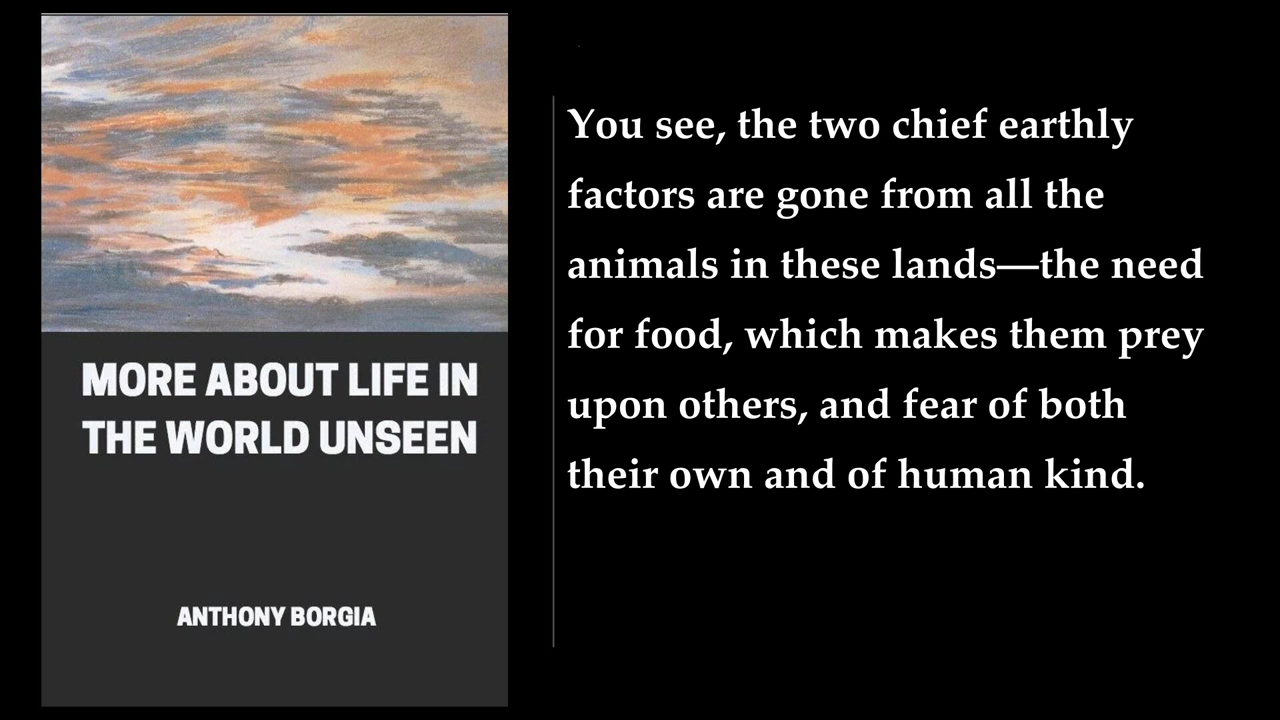 MORE ABOUT LIFE IN
THE WORLD UNSEEN
ANTHONY BORGIA
You see, the two chief earthly
factors are gone from all the
animals in these lands—the need
for food, which makes them prey
upon others, and fear of both
their own and of human kind.